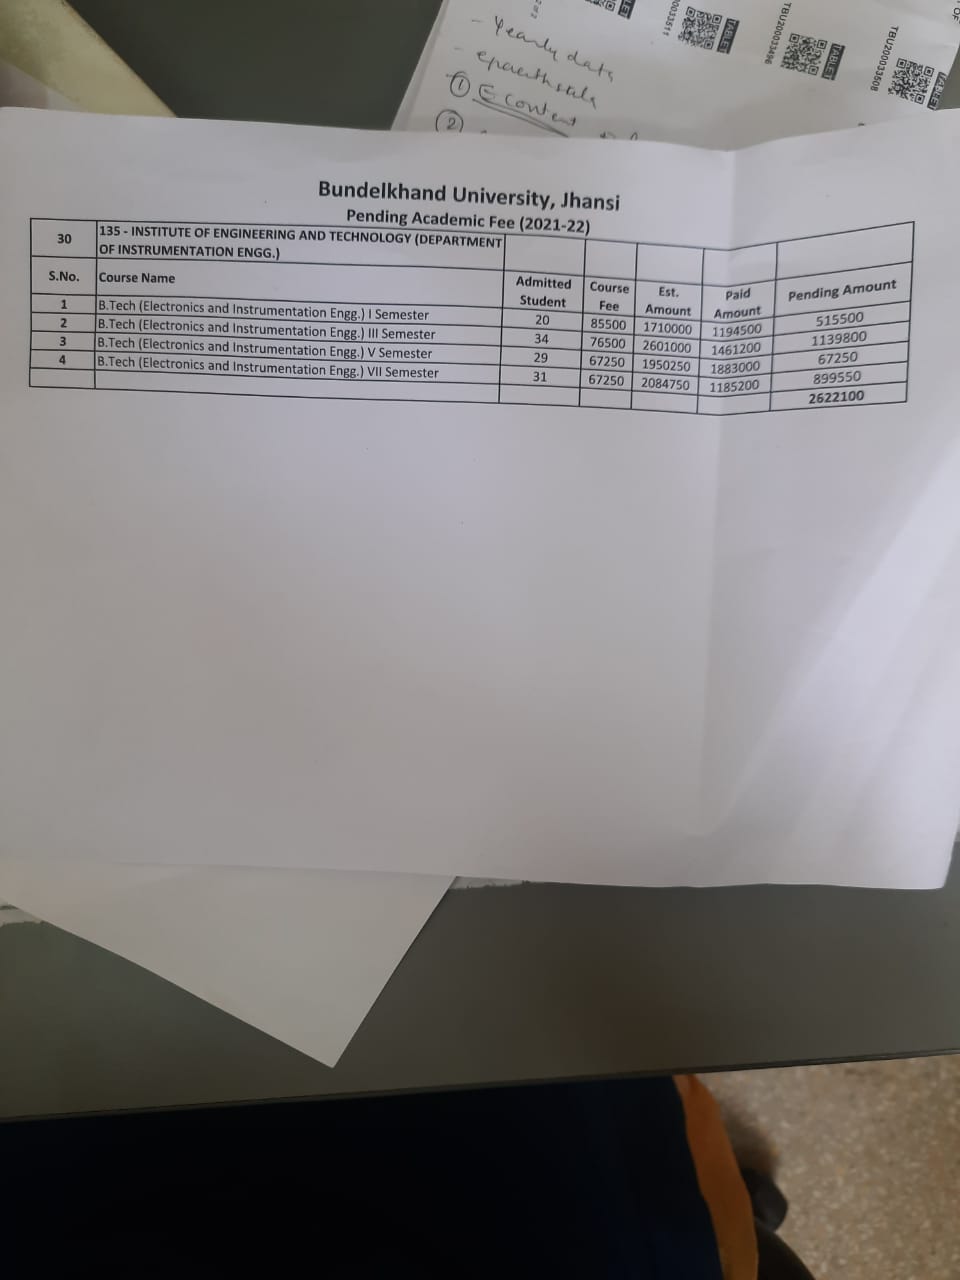 - Yearly data
- 
① E content
②
TBU200033496
TABLET
TBU200033508
TABLET
TABLET
Bundelkhand University, Jhansi
Pending Academic Fee (2021-22)
30 135 - INSTITUTE OF ENGINEERING AND TECHNOLOGY (DEPARTMENT
OF INSTRUMENTATION ENGG.)
S.No. Course Name Admitted Student Course Fee Est. Amount Paid Amount Pending Amount
1 B.Tech (Electronics and Instrumentation Engg.) I Semester 20 85500 1710000 1194500 515500
2 B.Tech (Electronics and Instrumentation Engg.) III Semester 34 76500 2601000 1461200 1139800
3 B.Tech (Electronics and Instrumentation Engg.) V Semester 29 67250 1950250 1883000 67250
4 B.Tech (Electronics and Instrumentation Engg.) VII Semester 31 67250 2084750 1185200 899550
2622100